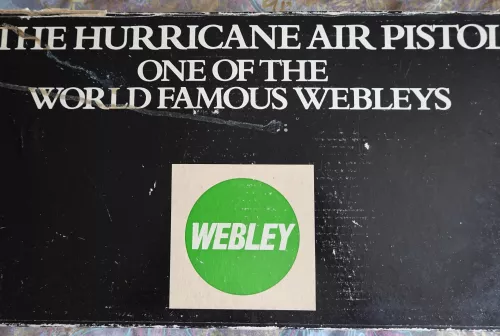 THE HURRICANE AIR PISTOL
ONE OF THE
WORLD FAMOUS WEBLEYS
WEBLEY